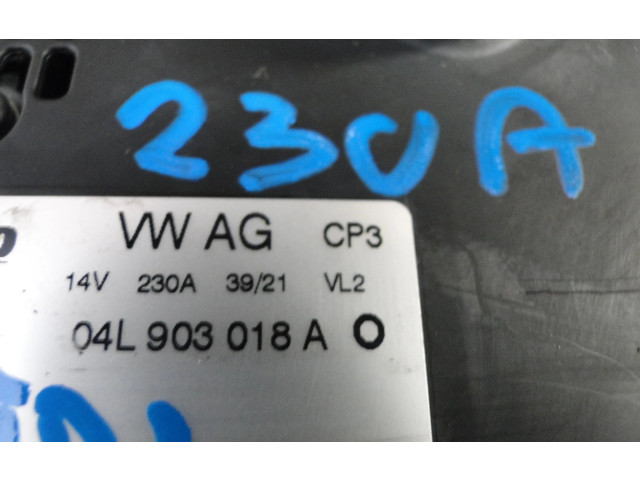 230A
VW AG CP3
14V 230A 39/21 VL2
04L 903 018 A O